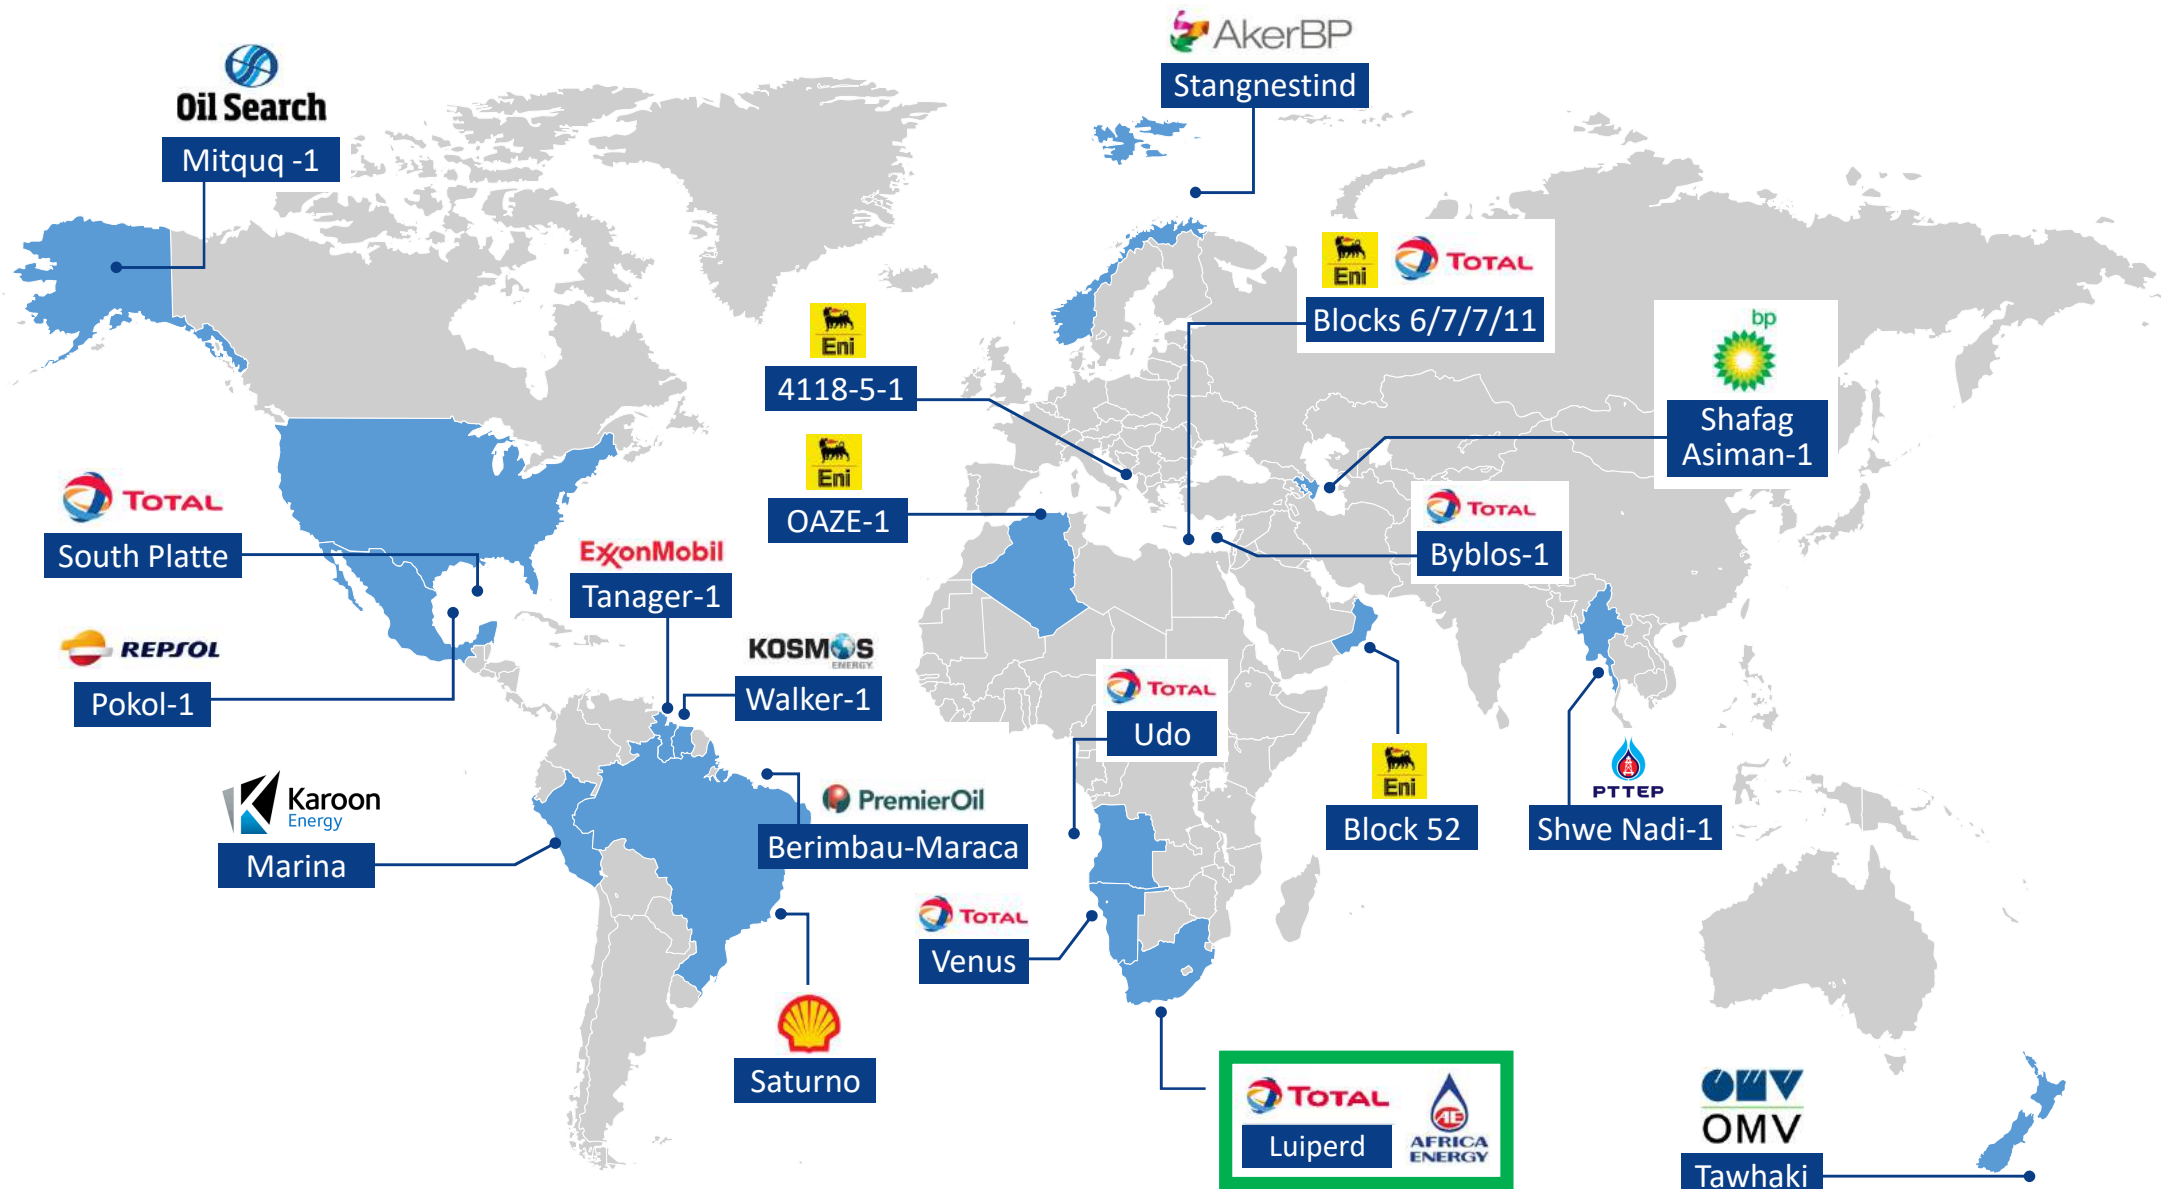 AkerBP
Stangnestind
Oil Search
Mitquq -1
Eni
TOTAL
Blocks 6/7/7/11
Eni
4118-5-1
bp
Shafag
Asiman-1
Eni
OAZE-1
TOTAL
South Platte
ExxonMobil
Tanager-1
TOTAL
Byblos-1
REPSOL
Pokol-1
KOSMOS
ENERGY
Walker-1
TOTAL
Udo
Eni
Block 52
PTTEP
Shwe Nadi-1
Karoon
Energy
Marina
PremierOil
Berimbau-Maraca
TOTAL
Venus
Saturno
TOTAL
Luiperd
AE
AFRICA
ENERGY
OMV
OMV
Tawhaki